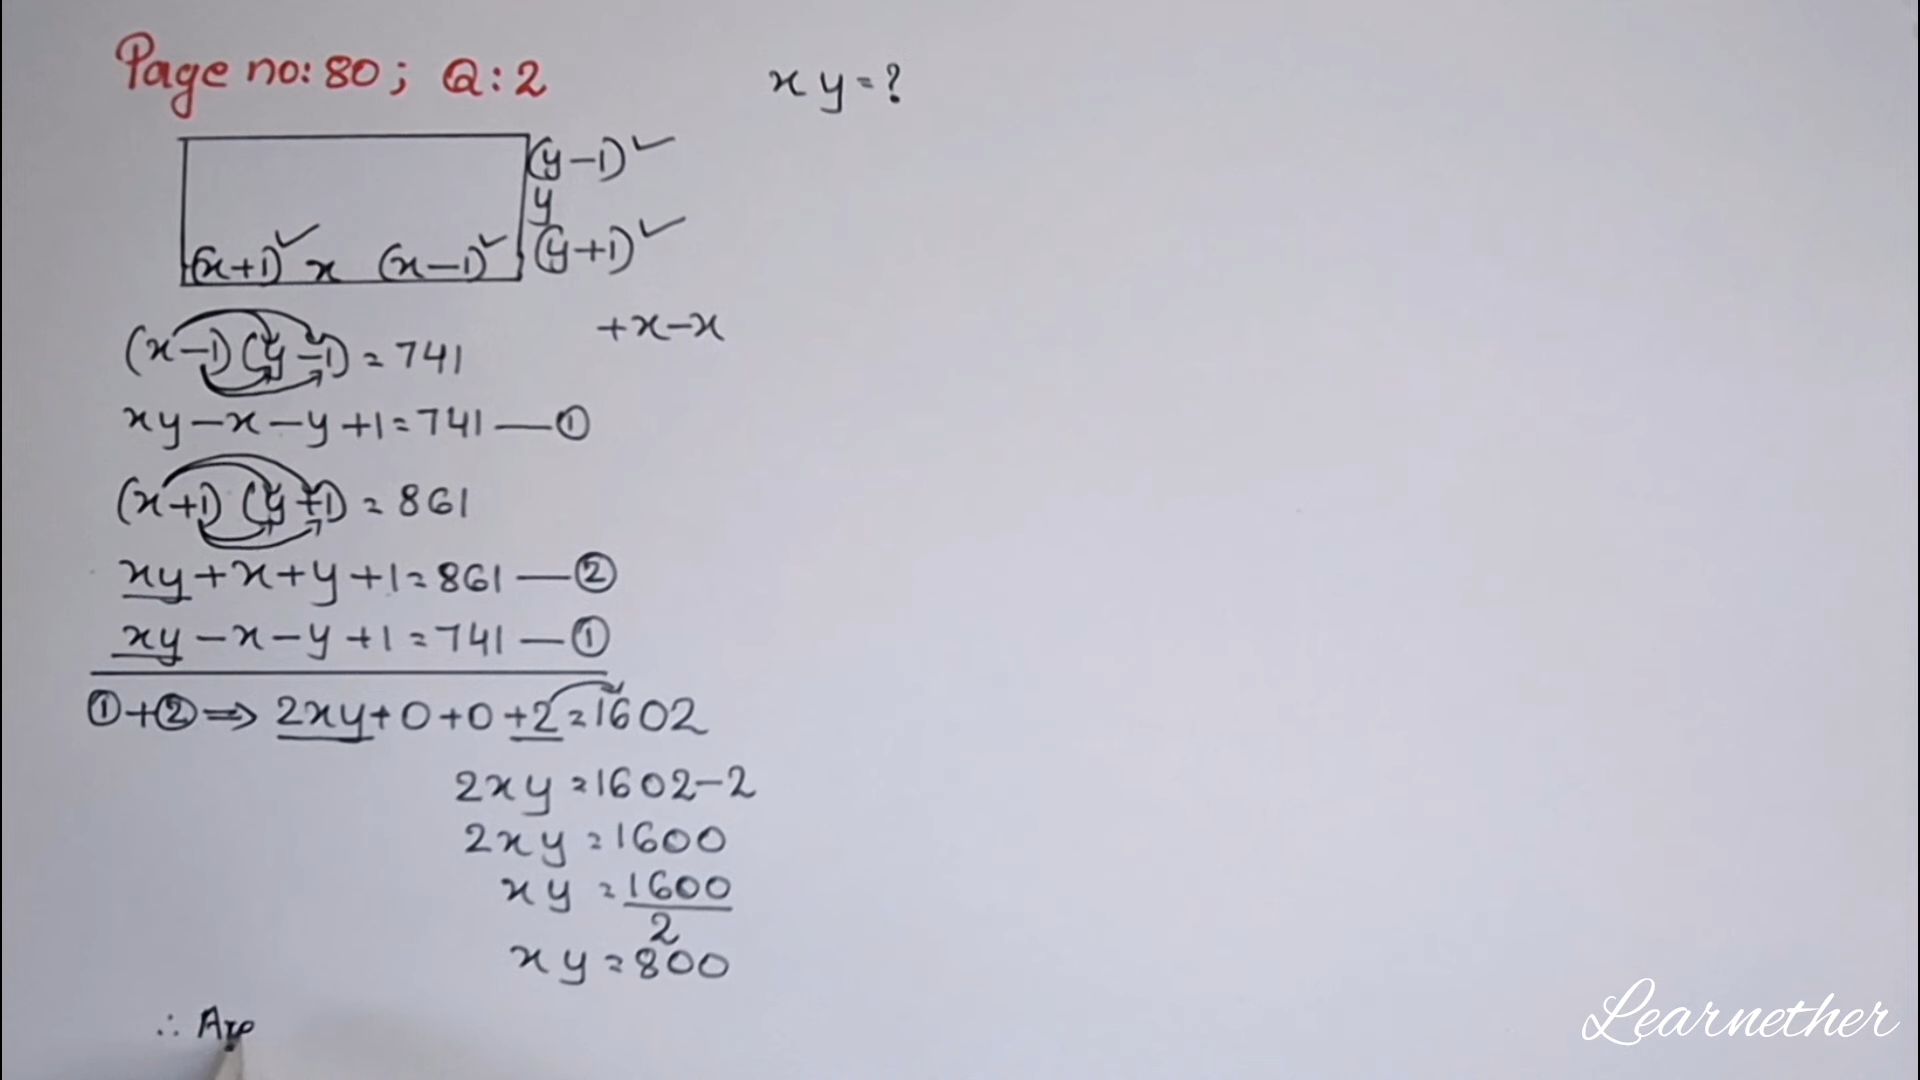 Page no: 80; Q: 2
xy = ?
(y-1)✓
y
(y+1)✓
(x+1)✓ x (x-1)✓
+x-x
(x-1)(y-1) = 741
xy-x-y+1 = 741 — ①
(x+1)(y+1) = 861
xy+x+y+1 = 861 — ②
xy-x-y+1 = 741 — ①
①+② ⇒ 2xy+0+0+2 = 1602
2xy = 1602-2
2xy = 1600
xy = 1600/2
xy = 800
∴ Are
Learnether